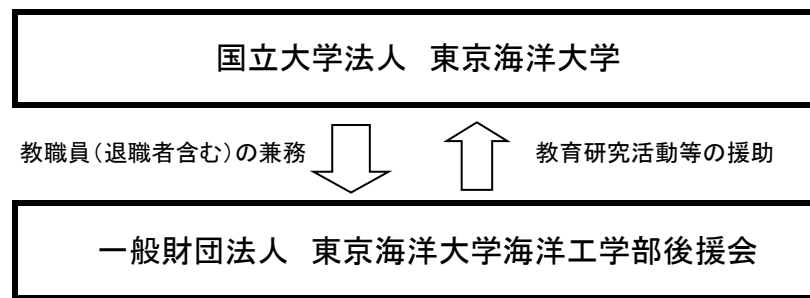 国立大学法人　東京海洋大学
教職員（退職者含む）の兼務
教育研究活動等の援助
一般財団法人　東京海洋大学海洋工学部後援会